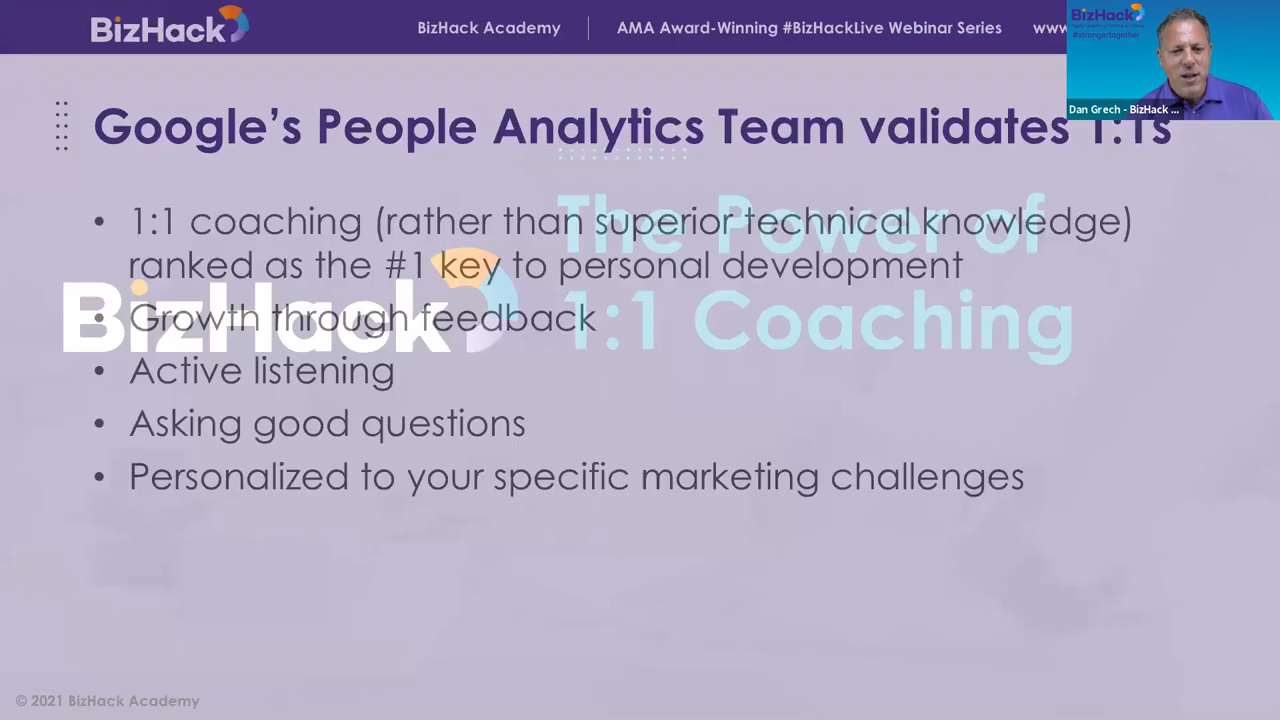 BizHack
BizHack Academy
AMA Award-Winning #BizHackLive Webinar Series
www
BizHack
#strongertogether
Dan Grech - BizHack ...
Google's People Analytics Team validates 1:1s
• 1:1 coaching (rather than superior technical knowledge)
ranked as the #1 key to personal development
• Growth through feedback
• Active listening
• Asking good questions
• Personalized to your specific marketing challenges
BizHack
The Power of
1:1 Coaching
© 2021 BizHack Academy